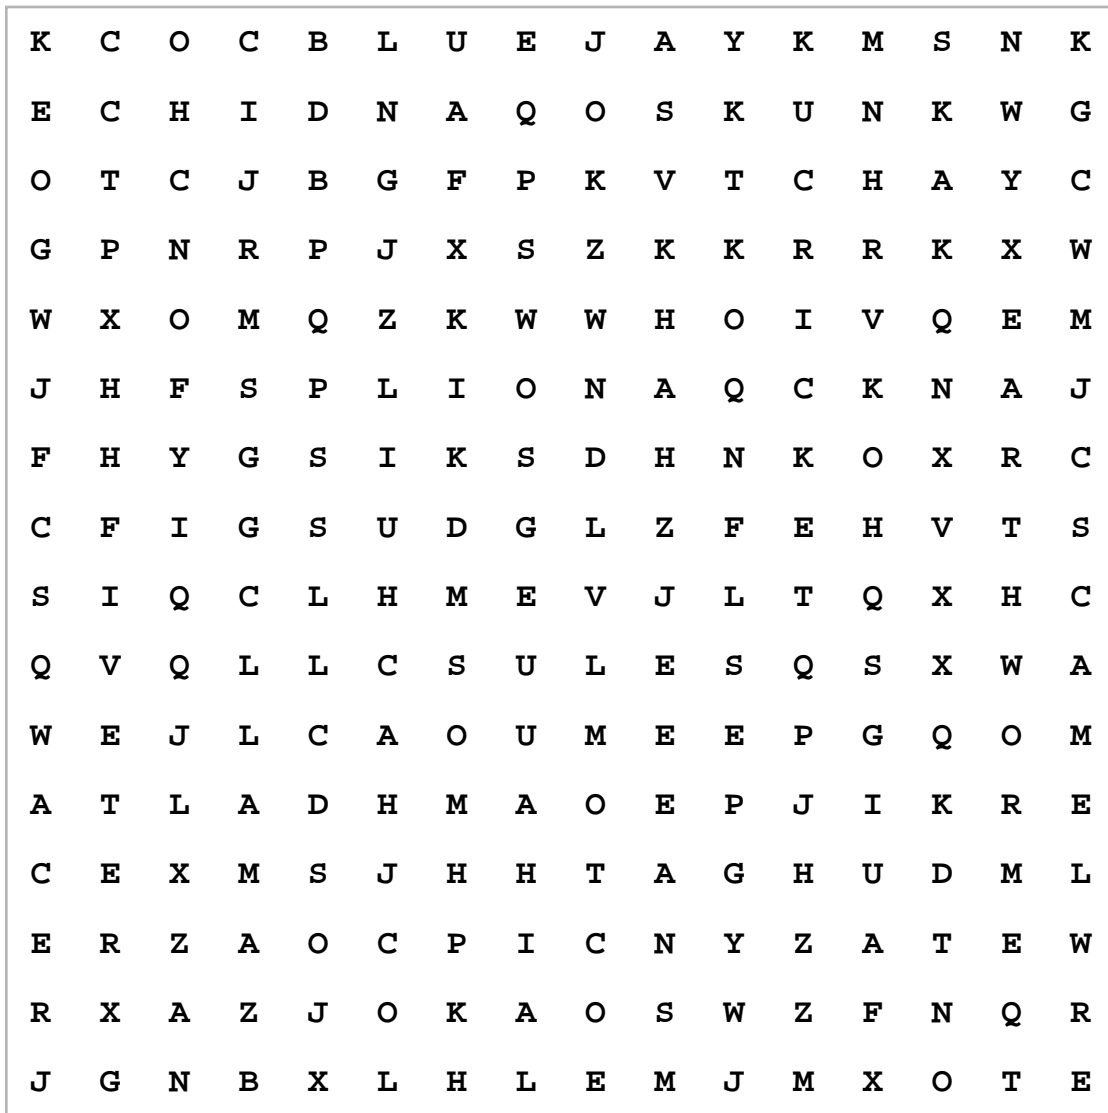 K C O C B L U E J A Y K M S N K
E C H I D N A Q O S K U N K W G
O T C J B G F P K V T C H A Y C
G P N R P J X S Z K K R R K X W
W X O M Q Z K W W H O I V Q E M
J H F S P L I O N A Q C K N A J
F H Y G S I K S D H N K O X R C
C F I G S U D G L Z F E H V T S
S I Q C L H M E V J L T Q X H C
Q V Q L L C S U L E S Q S X W A
W E J L C A O U M E E P G Q O M
A T L A D H M A O E P J I K R E
C E X M S J H H T A G H U D M L
E R Z A O C P I C N Y Z A T E W
R X A Z J O K A O S W Z F N Q R
J G N B X L H L E M J M X O T E